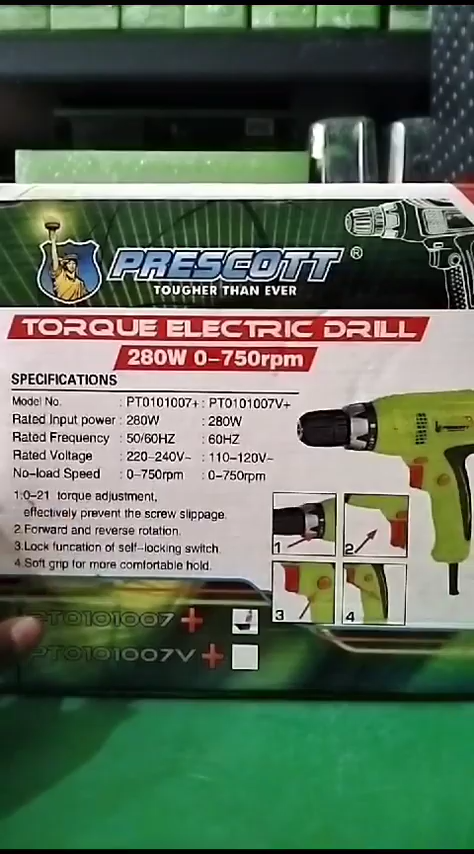 PRESCOTT®
TOUGHER THAN EVER
TORQUE ELECTRIC DRILL
280W 0-750rpm
SPECIFICATIONS
Model No. : PT0101007+ : PT0101007V+
Rated Input power : 280W : 280W
Rated Frequency : 50/60HZ : 60HZ
Rated Voltage : 220-240V~ : 110-120V~
No-load Speed : 0-750rpm : 0-750rpm
1:0-21 torque adjustment,
effectively prevent the screw slippage.
2.Forward and reverse rotation.
3.Lock funcation of self-locking switch.
4.Soft grip for more comfortable hold.
1
2
3
4
PRESCOTT
PT0101007+
PT0101007V+